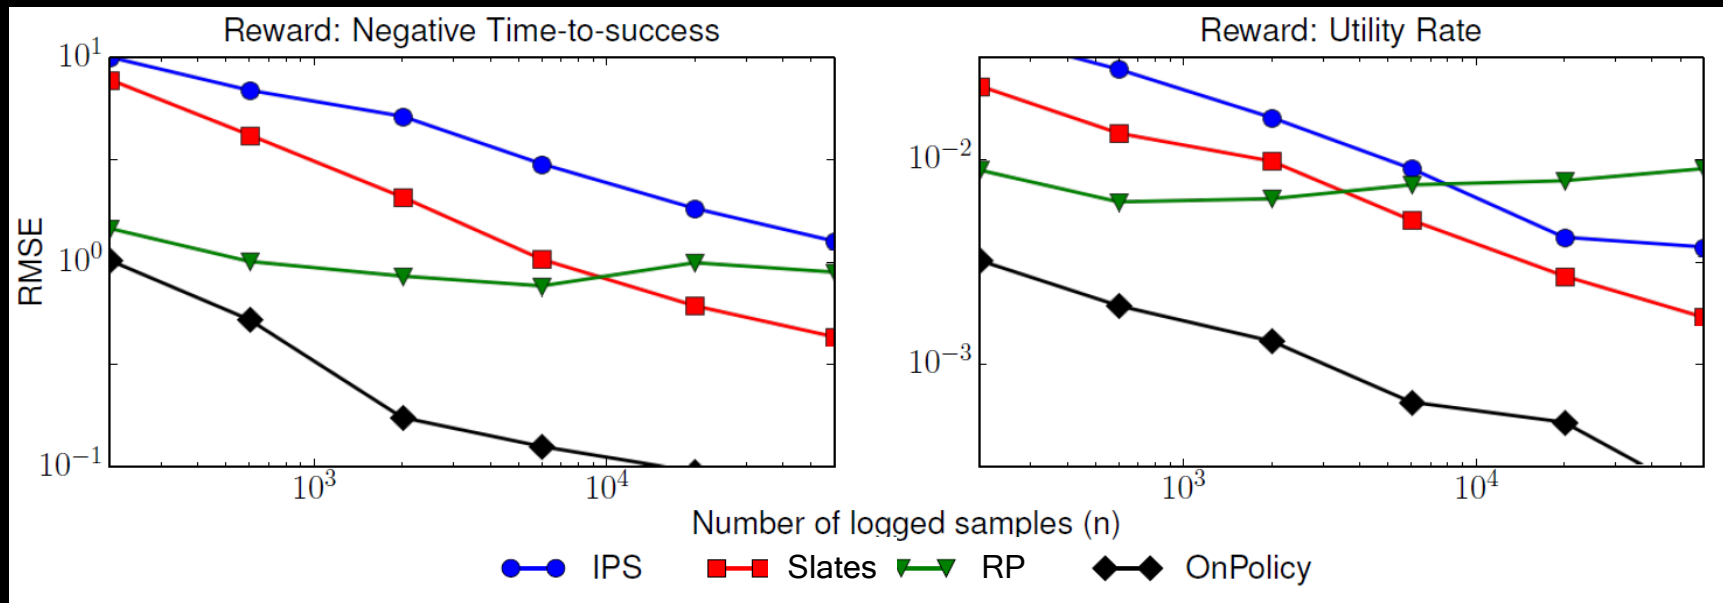 Reward: Negative Time-to-success
Reward: Utility Rate
RMSE
10^1
10^0
10^-1
10^3
10^4
10^-2
10^-3
10^3
10^4
Number of logged samples (n)
IPS Slates RP OnPolicy